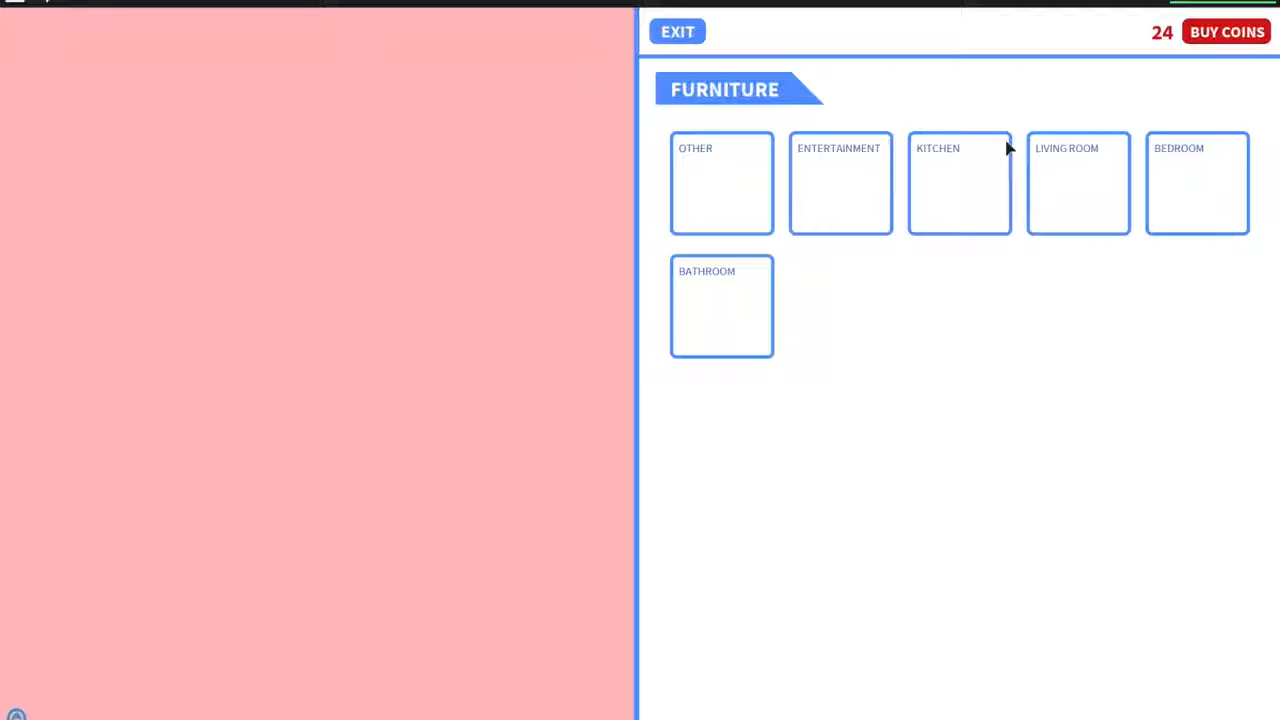 EXIT
24 BUY COINS
FURNITURE
OTHER
ENTERTAINMENT
KITCHEN
LIVING ROOM
BEDROOM
BATHROOM